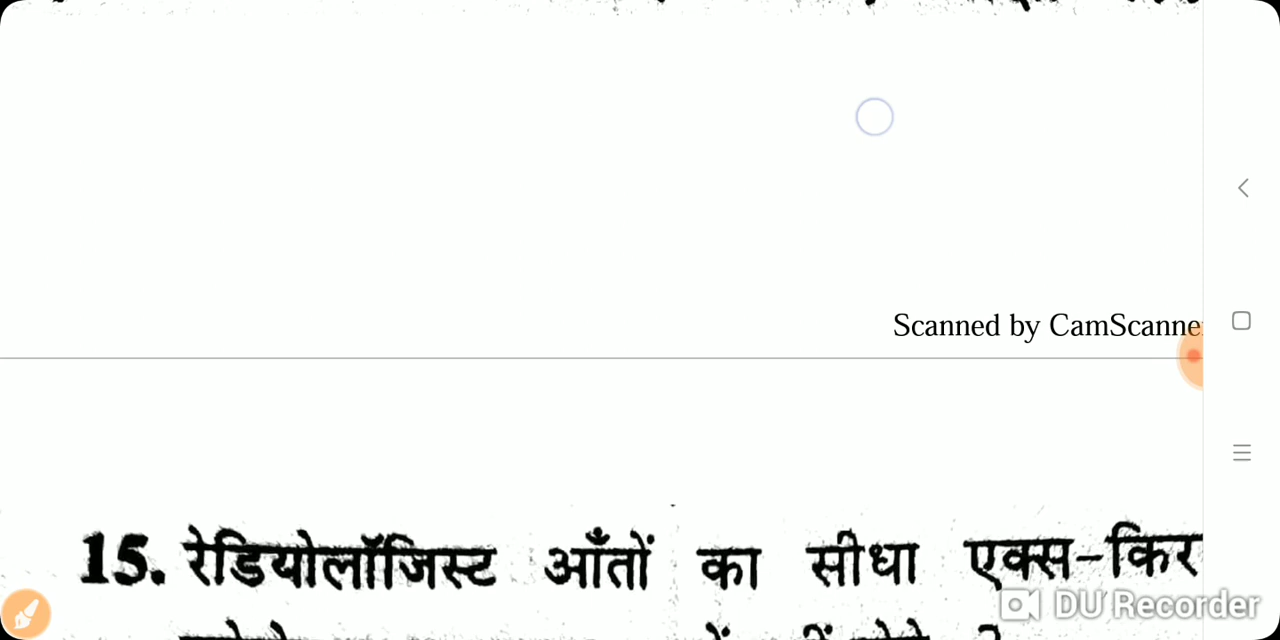 Scanned by CamScanne
15. रेडियोलॉजिस्ट आँतों का सीधा एक्स-किर
DU Recorder